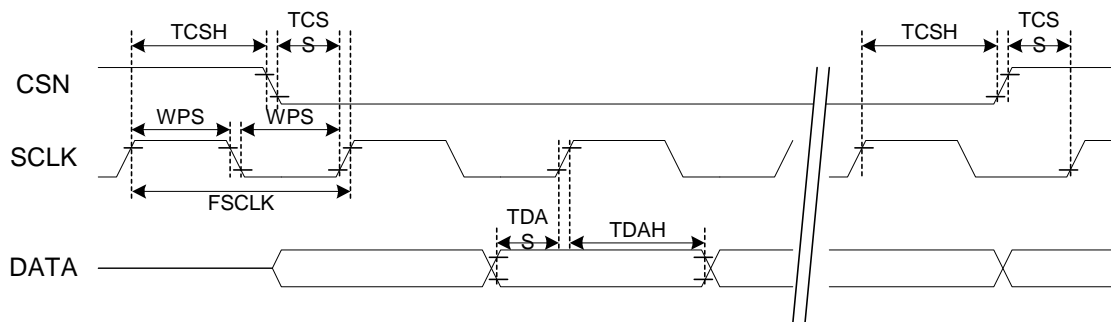 TCSH
TCS
S
TCSH
TCS
S
CSN
WPS
WPS
SCLK
FSCLK
TDA
S
TDAH
DATA